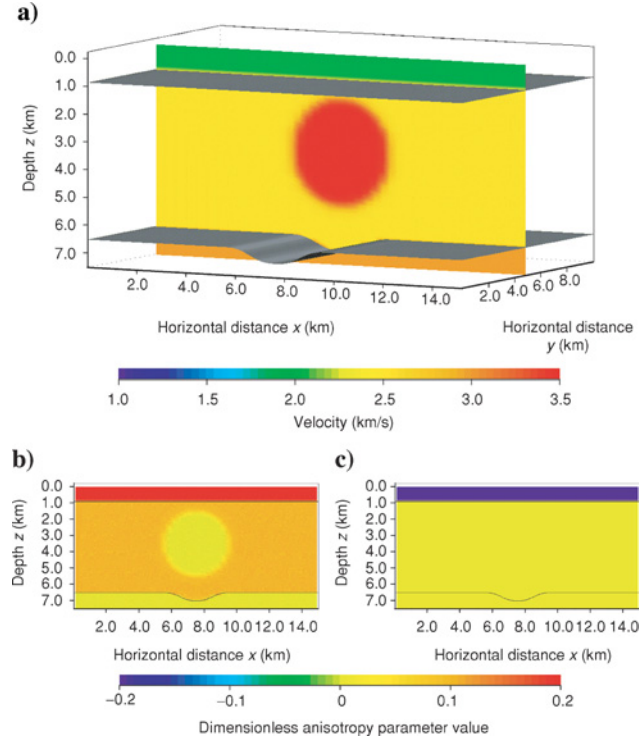 a)
0.0
1.0
2.0
3.0
4.0
5.0
6.0
7.0
Depth z (km)
2.0 4.0 6.0 8.0 10.0 12.0 14.0
2.0 4.0 6.0 8.0
Horizontal distance x (km)
Horizontal distance
y (km)
1.0 1.5 2.0 2.5 3.0 3.5
Velocity (km/s)
b)
0.0
1.0
2.0
3.0
4.0
5.0
6.0
7.0
Depth z (km)
2.0 4.0 6.0 8.0 10.0 12.0 14.0
Horizontal distance x (km)
c)
0.0
1.0
2.0
3.0
4.0
5.0
6.0
7.0
Depth z (km)
2.0 4.0 6.0 8.0 10.0 12.0 14.0
Horizontal distance x (km)
−0.2 −0.1 0 0.1 0.2
Dimensionless anisotropy parameter value